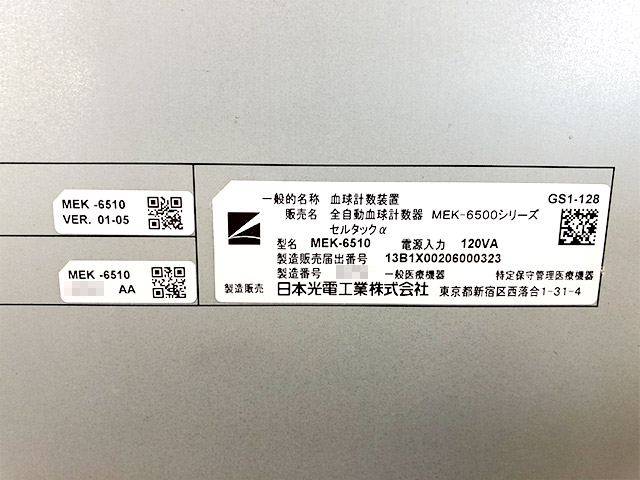 MEK -6510
VER. 01-05
MEK -6510
AA
一般的名称 血球計数装置 GS1-128
販売名 全自動血球計数器 MEK-6500シリーズ
セルタックα
型名 MEK-6510 電源入力 120VA
製造販売届出番号 13B1X00206000323
製造番号 一般医療機器 特定保守管理医療機器
製造販売 日本光電工業株式会社 東京都新宿区西落合1-31-4